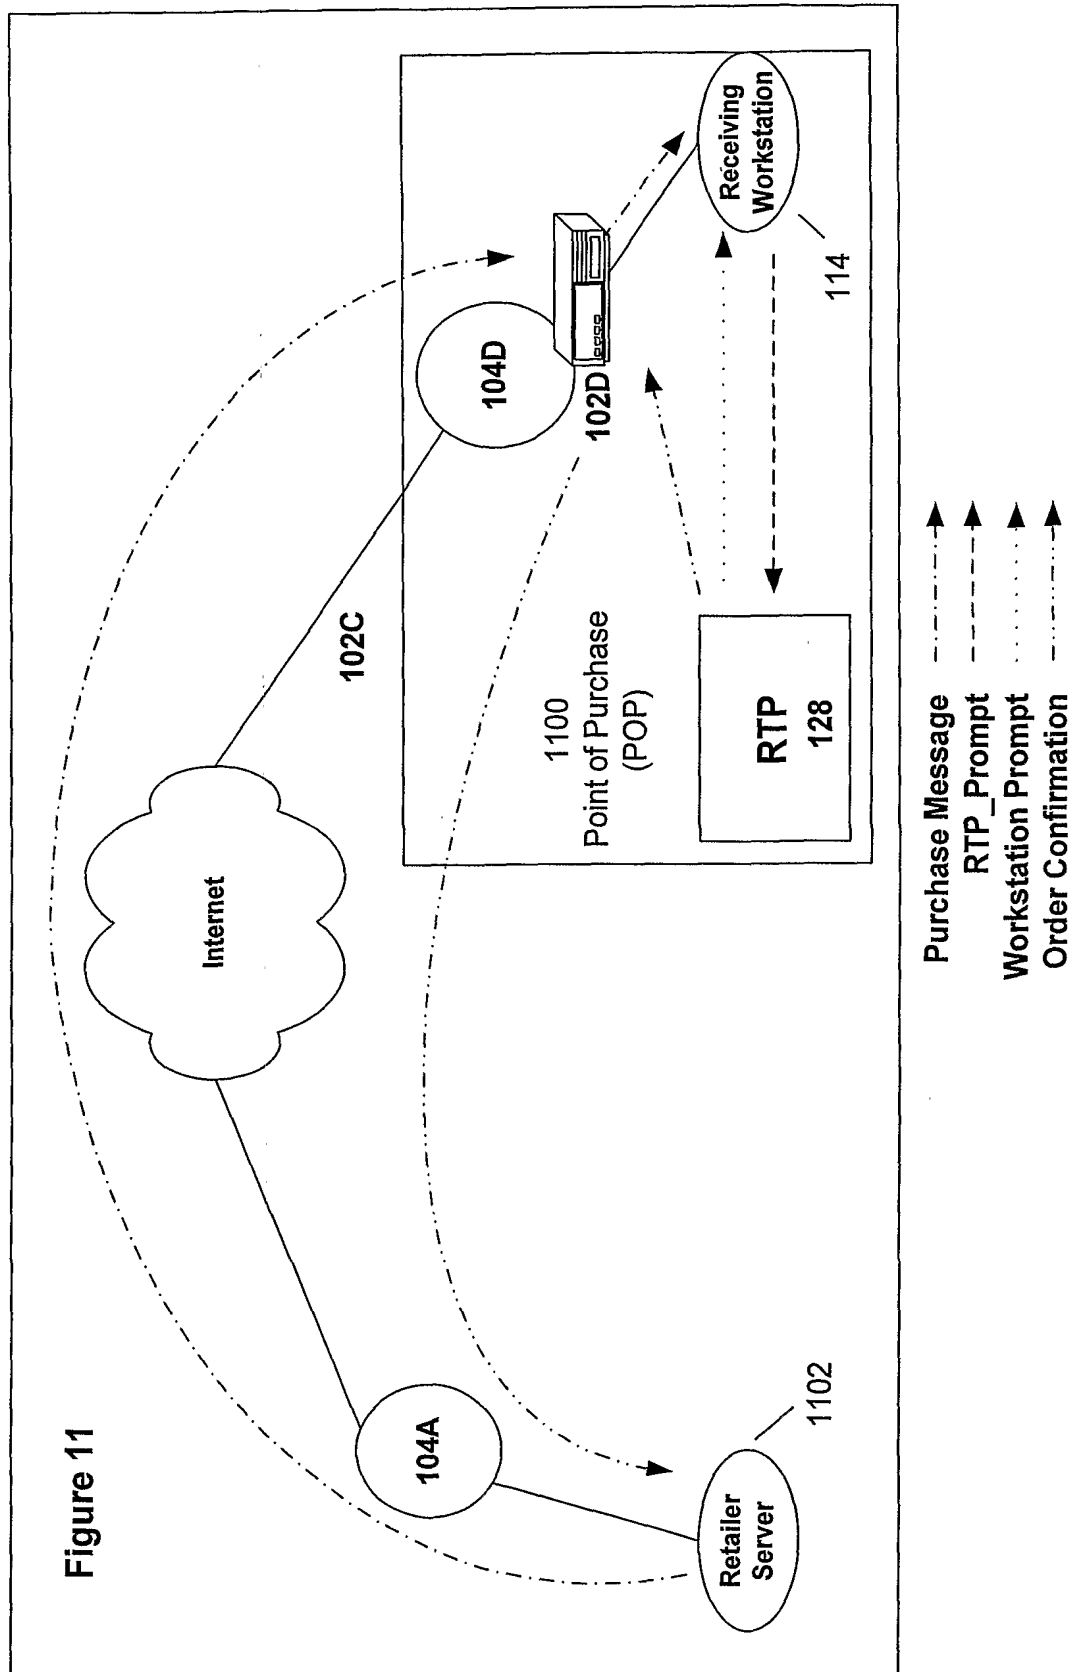 Figure 11
Internet
102C
104A
104D
102D
1100
Point of Purchase
(POP)
RTP
128
Receiving
Workstation
114
Retailer
Server
1102
Purchase Message
RTP_Prompt
Workstation Prompt
Order Confirmation